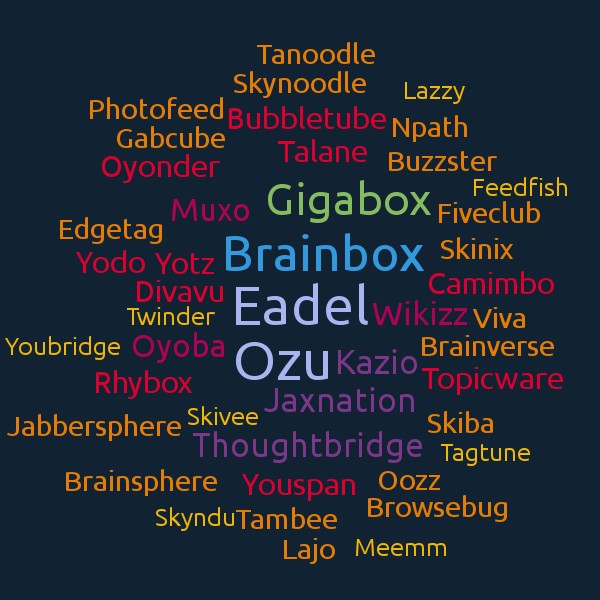 Tanoodle
Skynoodle
Lazzy
Photofeed
Bubbletube
Npath
Gabcube
Talane
Buzzster
Oyonder
Feedfish
Gigabox
Muxo
Fiveclub
Edgetag
Brainbox
Skinix
Yodo
Yotz
Camimbo
Divavu
Eadel
Wikizz
Viva
Twinder
Youbridge
Oyoba
Ozu
Kazio
Brainverse
Rhybox
Topicware
Jaxnation
Skivee
Jabbersphere
Skiba
Thoughtbridge
Tagtune
Brainsphere
Youspan
Oozz
Browsebug
Skyndu
Tambee
Lajo
Meemm